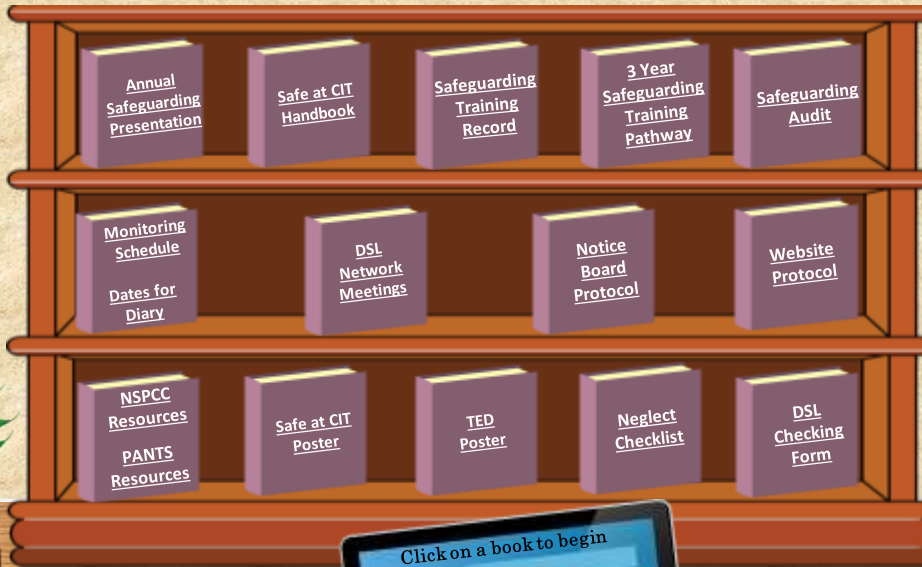 Annual
Safeguarding
Presentation
Safe at CIT
Handbook
Safeguarding
Training
Record
3 Year
Safeguarding
Training
Pathway
Safeguarding
Audit
Monitoring
Schedule
Dates for
Diary
DSL
Network
Meetings
Notice
Board
Protocol
Website
Protocol
NSPCC
Resources
PANTS
Resources
Safe at CIT
Poster
TED
Poster
Neglect
Checklist
DSL
Checking
Form
Click on a book to begin